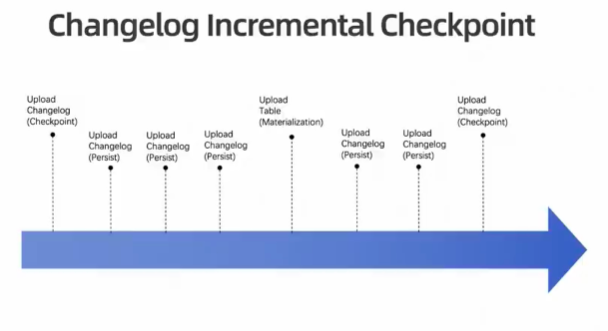 Changelog Incremental Checkpoint
Upload
Changelog
(Checkpoint)
Upload
Changelog
(Persist)
Upload
Changelog
(Persist)
Upload
Changelog
(Persist)
Upload
Table
(Materialization)
Upload
Changelog
(Persist)
Upload
Changelog
(Persist)
Upload
Changelog
(Checkpoint)